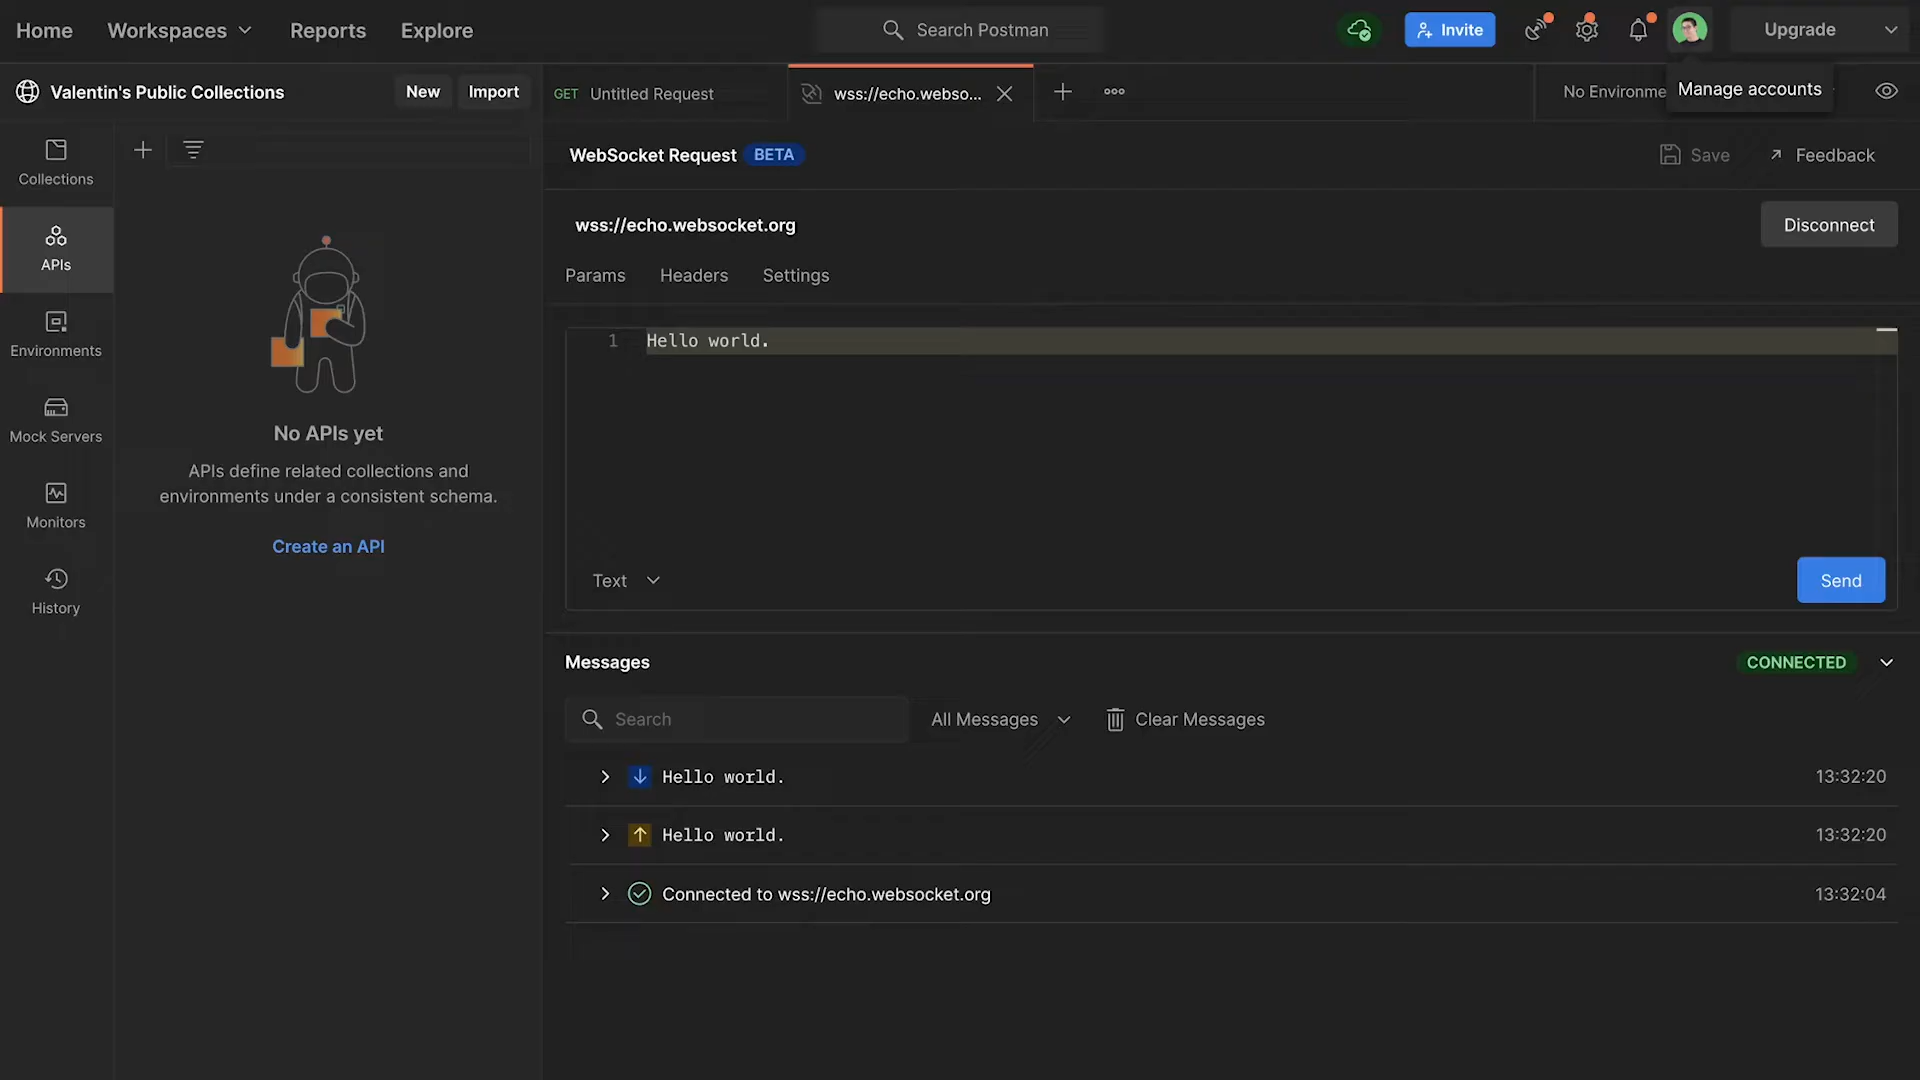 Home
Workspaces
Reports
Explore
Search Postman
Invite
Upgrade
Valentin's Public Collections
New
Import
GET Untitled Request
wss://echo.webso...
No Environme
Manage accounts
Collections
APIs
Environments
Mock Servers
Monitors
History
No APIs yet
APIs define related collections and
environments under a consistent schema.
Create an API
WebSocket Request BETA
Save
Feedback
wss://echo.websocket.org
Disconnect
Params
Headers
Settings
1 Hello world.
Text
Send
Messages
CONNECTED
Search
All Messages
Clear Messages
Hello world. 13:32:20
Hello world. 13:32:20
Connected to wss://echo.websocket.org 13:32:04